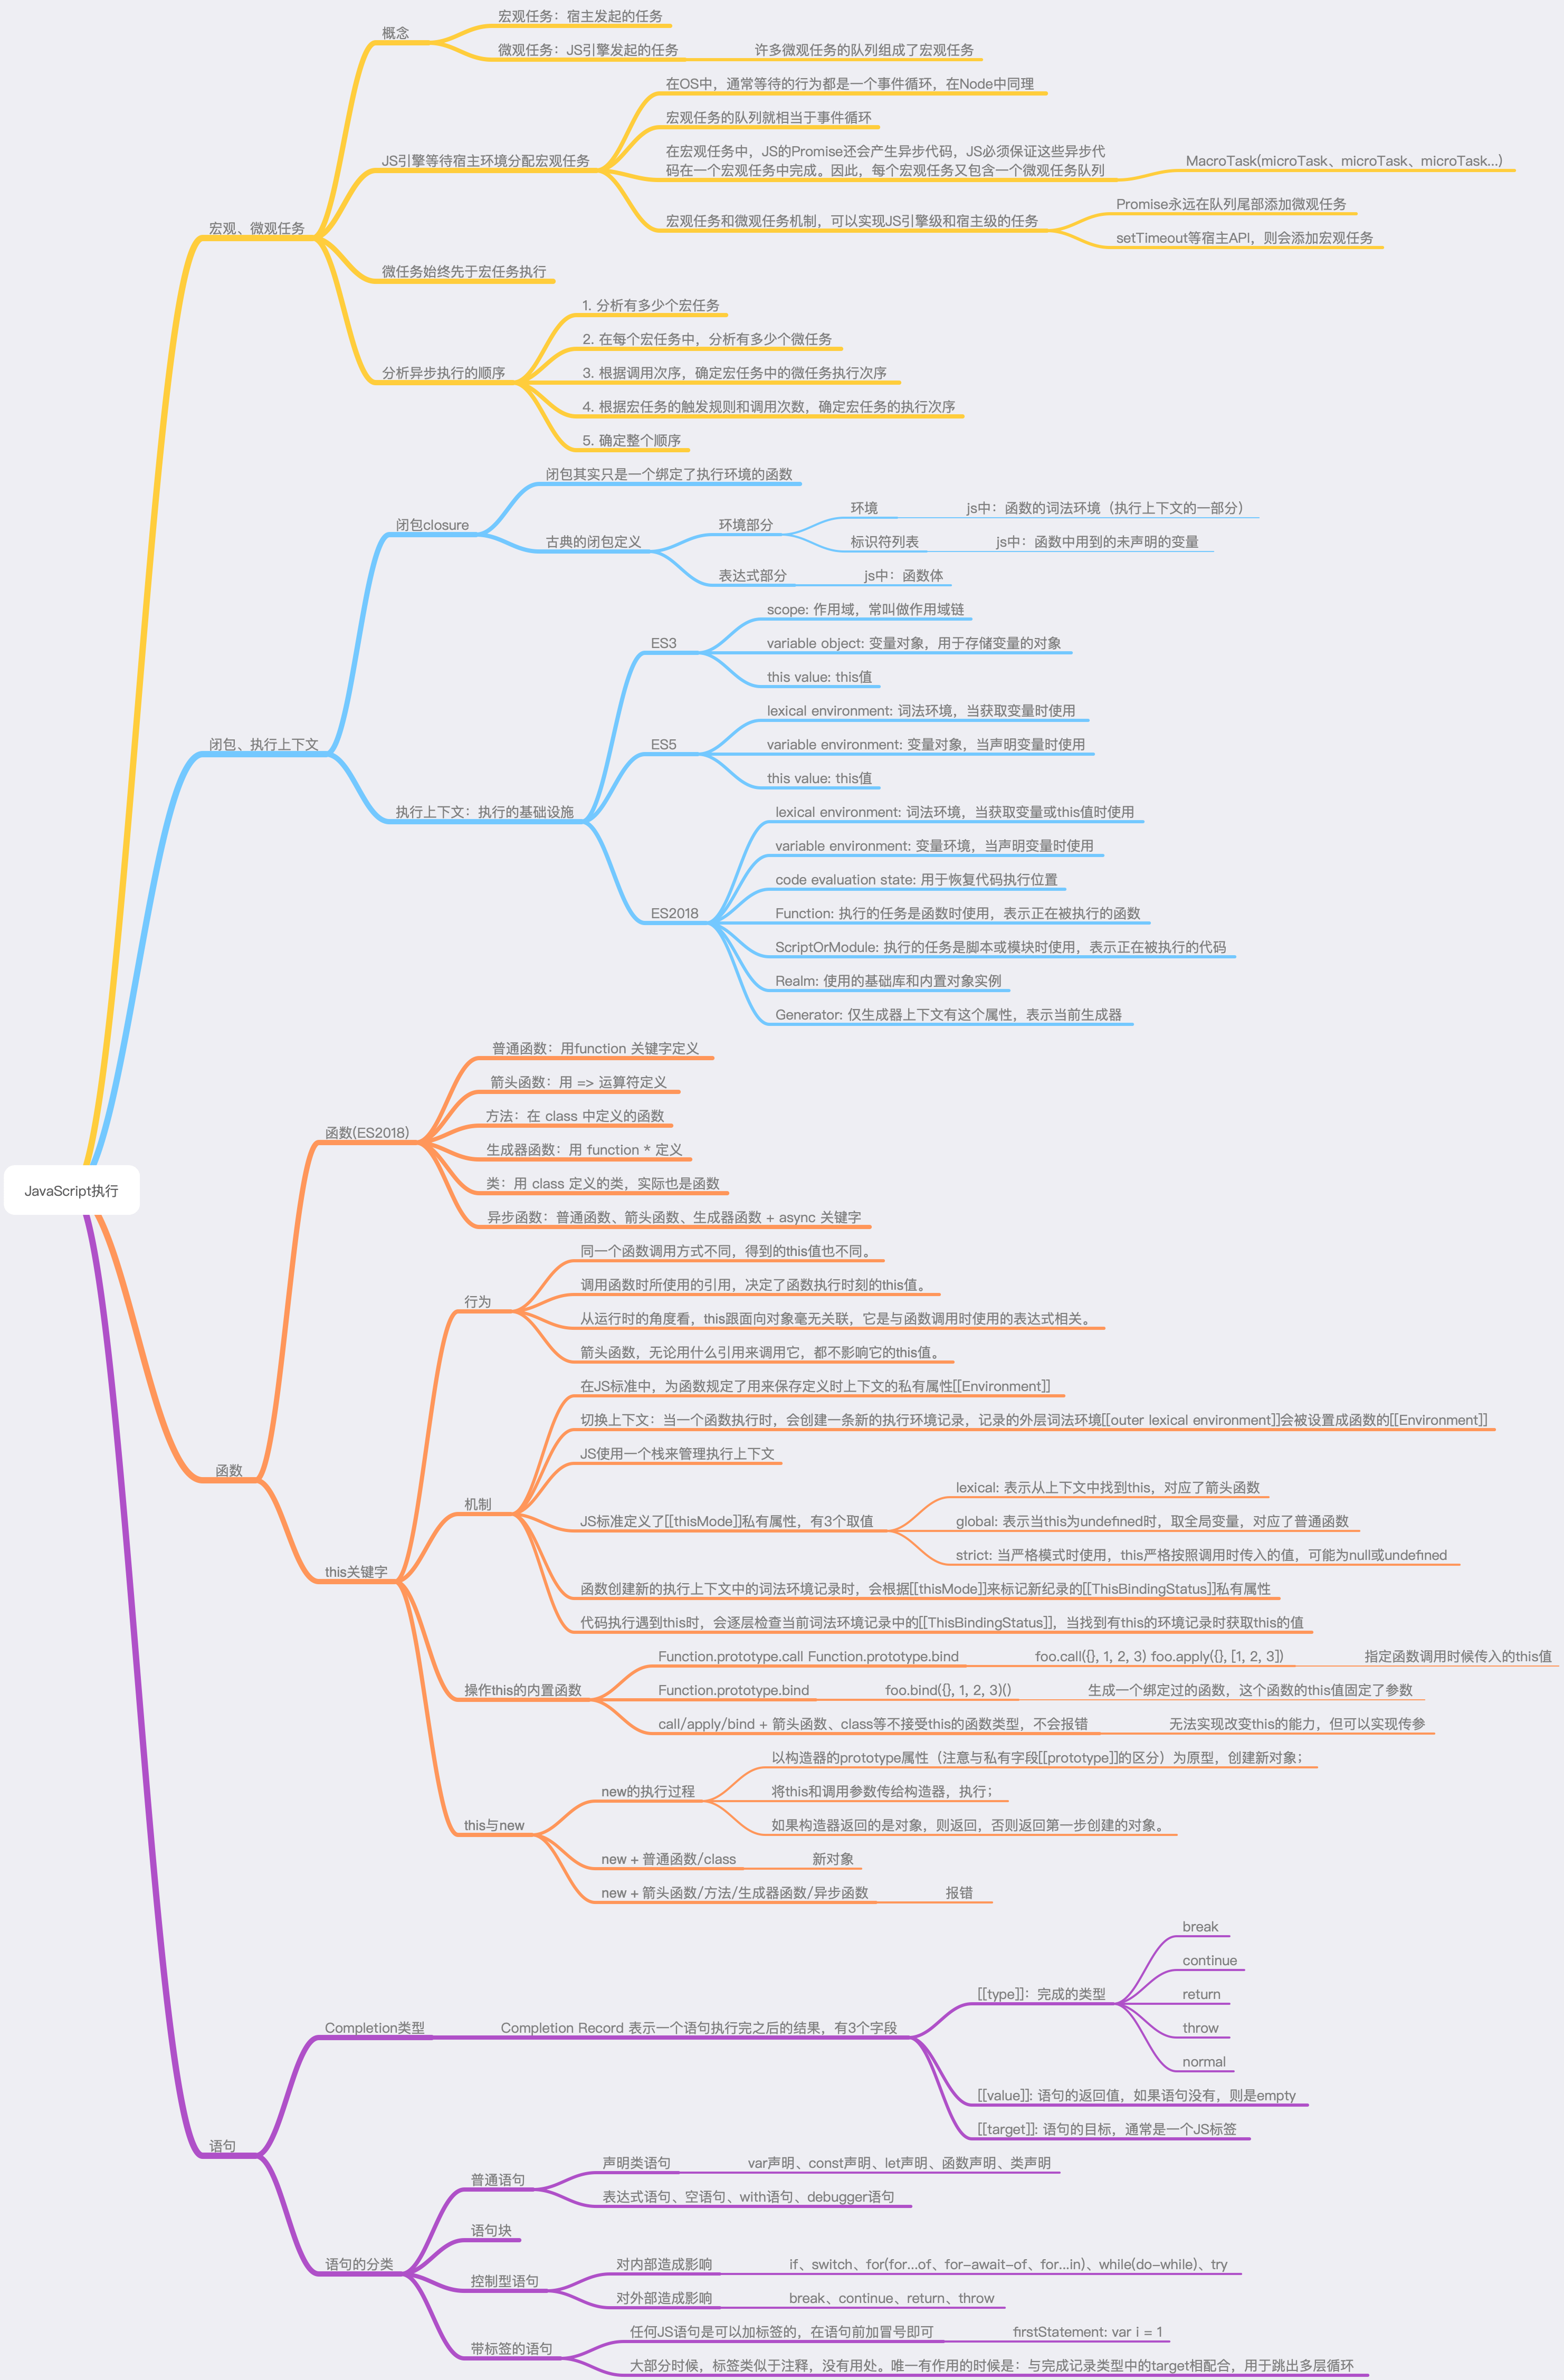 宏观任务：宿主发起的任务
概念
微观任务：JS引擎发起的任务
许多微观任务的队列组成了宏观任务
在OS中，通常等待的行为都是一个事件循环，在Node中同理
宏观任务的队列就相当于事件循环
JS引擎等待宿主环境分配宏观任务
在宏观任务中，JS的Promise还会产生异步代码，JS必须保证这些异步代
码在一个宏观任务中完成。因此，每个宏观任务又包含一个微观任务队列
MacroTask(microTask、microTask、microTask...)
宏观任务和微观任务机制，可以实现JS引擎级和宿主级的任务
Promise永远在队列尾部添加微观任务
setTimeout等宿主API，则会添加宏观任务
宏观、微观任务
微任务始终先于宏任务执行
分析异步执行的顺序
1. 分析有多少个宏任务
2. 在每个宏任务中，分析有多少个微任务
3. 根据调用次序，确定宏任务中的微任务执行次序
4. 根据宏任务的触发规则和调用次数，确定宏任务的执行次序
5. 确定整个顺序
闭包其实只是一个绑定了执行环境的函数
闭包closure
古典的闭包定义
环境部分
环境
js中：函数的词法环境（执行上下文的一部分）
标识符列表
js中：函数中用到的未声明的变量
表达式部分
js中：函数体
闭包、执行上下文
执行上下文：执行的基础设施
ES3
scope: 作用域，常叫做作用域链
variable object: 变量对象，用于存储变量的对象
this value: this值
ES5
lexical environment: 词法环境，当获取变量时使用
variable environment: 变量对象，当声明变量时使用
this value: this值
ES2018
lexical environment: 词法环境，当获取变量或this值时使用
variable environment: 变量环境，当声明变量时使用
code evaluation state: 用于恢复代码执行位置
Function: 执行的任务是函数时使用，表示正在被执行的函数
ScriptOrModule: 执行的任务是脚本或模块时使用，表示正在被执行的代码
Realm: 使用的基础库和内置对象实例
Generator: 仅生成器上下文有这个属性，表示当前生成器
JavaScript执行
函数
函数(ES2018)
普通函数：用function 关键字定义
箭头函数：用 => 运算符定义
方法：在 class 中定义的函数
生成器函数：用 function * 定义
类：用 class 定义的类，实际也是函数
异步函数：普通函数、箭头函数、生成器函数 + async 关键字
this关键字
行为
同一个函数调用方式不同，得到的this值也不同。
调用函数时所使用的引用，决定了函数执行时刻的this值。
从运行时的角度看，this跟面向对象毫无关联，它是与函数调用时使用的表达式相关。
箭头函数，无论用什么引用来调用它，都不影响它的this值。
机制
在JS标准中，为函数规定了用来保存定义时上下文的私有属性[[Environment]]
切换上下文：当一个函数执行时，会创建一条新的执行环境记录，记录的外层词法环境[[outer lexical environment]]会被设置成函数的[[Environment]]
JS使用一个栈来管理执行上下文
JS标准定义了[[thisMode]]私有属性，有3个取值
lexical: 表示从上下文中找到this，对应了箭头函数
global: 表示当this为undefined时，取全局变量，对应了普通函数
strict: 当严格模式时使用，this严格按照调用时传入的值，可能为null或undefined
函数创建新的执行上下文中的词法环境记录时，会根据[[thisMode]]来标记新纪录的[[ThisBindingStatus]]私有属性
代码执行遇到this时，会逐层检查当前词法环境记录中的[[ThisBindingStatus]]，当找到有this的环境记录时获取this的值
操作this的内置函数
Function.prototype.call Function.prototype.bind
foo.call({}, 1, 2, 3) foo.apply({}, [1, 2, 3])
指定函数调用时候传入的this值
Function.prototype.bind
foo.bind({}, 1, 2, 3)()
生成一个绑定过的函数，这个函数的this值固定了参数
call/apply/bind + 箭头函数、class等不接受this的函数类型，不会报错
无法实现改变this的能力，但可以实现传参
this与new
new的执行过程
以构造器的prototype属性（注意与私有字段[[prototype]]的区分）为原型，创建新对象；
将this和调用参数传给构造器，执行；
如果构造器返回的是对象，则返回，否则返回第一步创建的对象。
new + 普通函数/class
新对象
new + 箭头函数/方法/生成器函数/异步函数
报错
语句
Completion类型
Completion Record 表示一个语句执行完之后的结果，有3个字段
[[type]]：完成的类型
break
continue
return
throw
normal
[[value]]: 语句的返回值，如果语句没有，则是empty
[[target]]: 语句的目标，通常是一个JS标签
语句的分类
普通语句
声明类语句
var声明、const声明、let声明、函数声明、类声明
表达式语句、空语句、with语句、debugger语句
语句块
控制型语句
对内部造成影响
if、switch、for(for...of、for-await-of、for...in)、while(do-while)、try
对外部造成影响
break、continue、return、throw
带标签的语句
任何JS语句是可以加标签的，在语句前加冒号即可
firstStatement: var i = 1
大部分时候，标签类似于注释，没有用处。唯一有作用的时候是：与完成记录类型中的target相配合，用于跳出多层循环